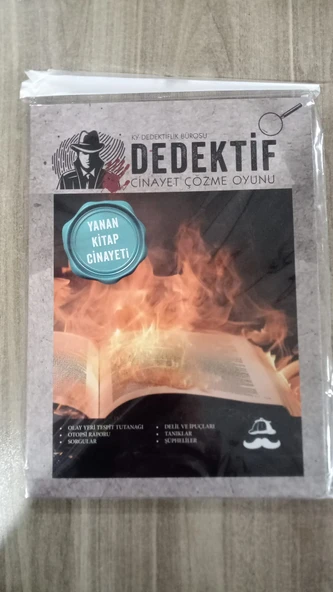 KY DEDEKTİFLİK BÜROSU
DEDEKTİF
CİNAYET ÇÖZME OYUNU
YANAN
KİTAP
CİNAYETİ
• OLAY YERİ TESPİT TUTANAĞI
• OTOPSİ RAPORU
• SORGULAR
• DELİL VE İPUÇLARI
• TANIKLAR
• ŞÜPHELİLER